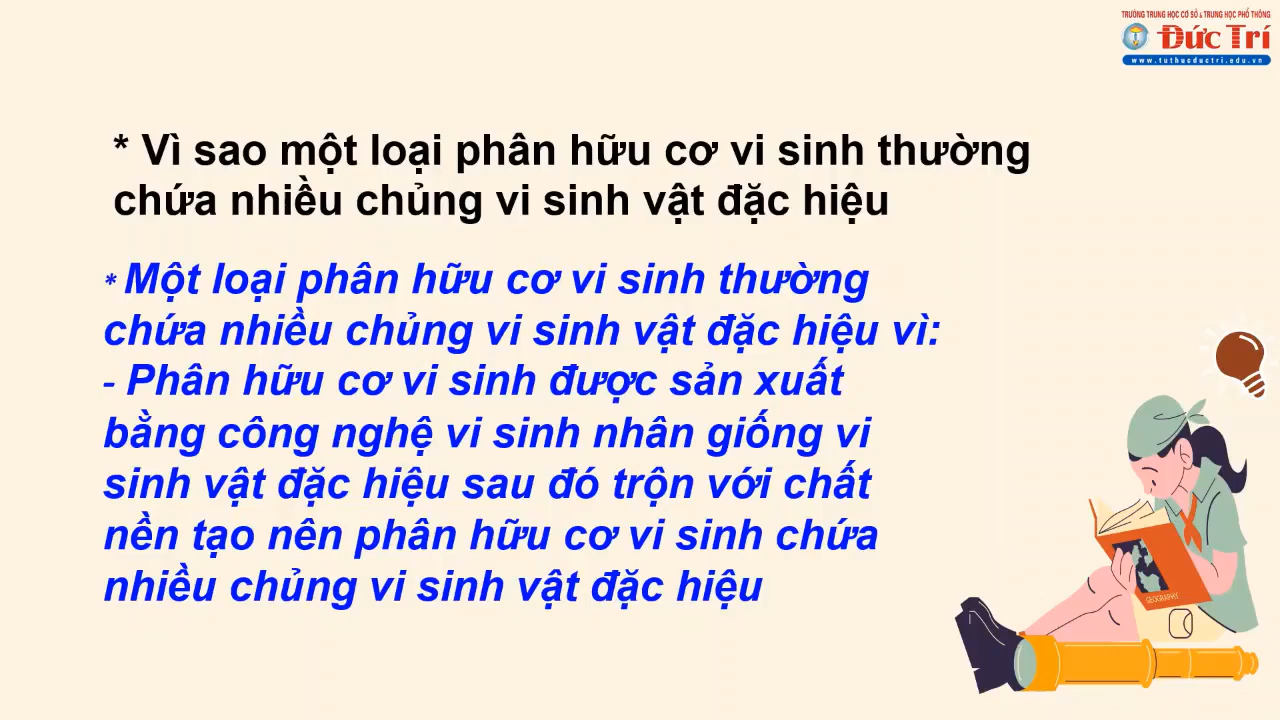 TRƯỜNG TRUNG HỌC CƠ SỞ & TRUNG HỌC PHỔ THÔNG
ĐỨC TRÍ
www.tuthucductri.edu.vn
* Vì sao một loại phân hữu cơ vi sinh thường
chứa nhiều chủng vi sinh vật đặc hiệu
* Một loại phân hữu cơ vi sinh thường
chứa nhiều chủng vi sinh vật đặc hiệu vì:
- Phân hữu cơ vi sinh được sản xuất
bằng công nghệ vi sinh nhân giống vi
sinh vật đặc hiệu sau đó trộn với chất
nền tạo nên phân hữu cơ vi sinh chứa
nhiều chủng vi sinh vật đặc hiệu
GEOGRAPHY